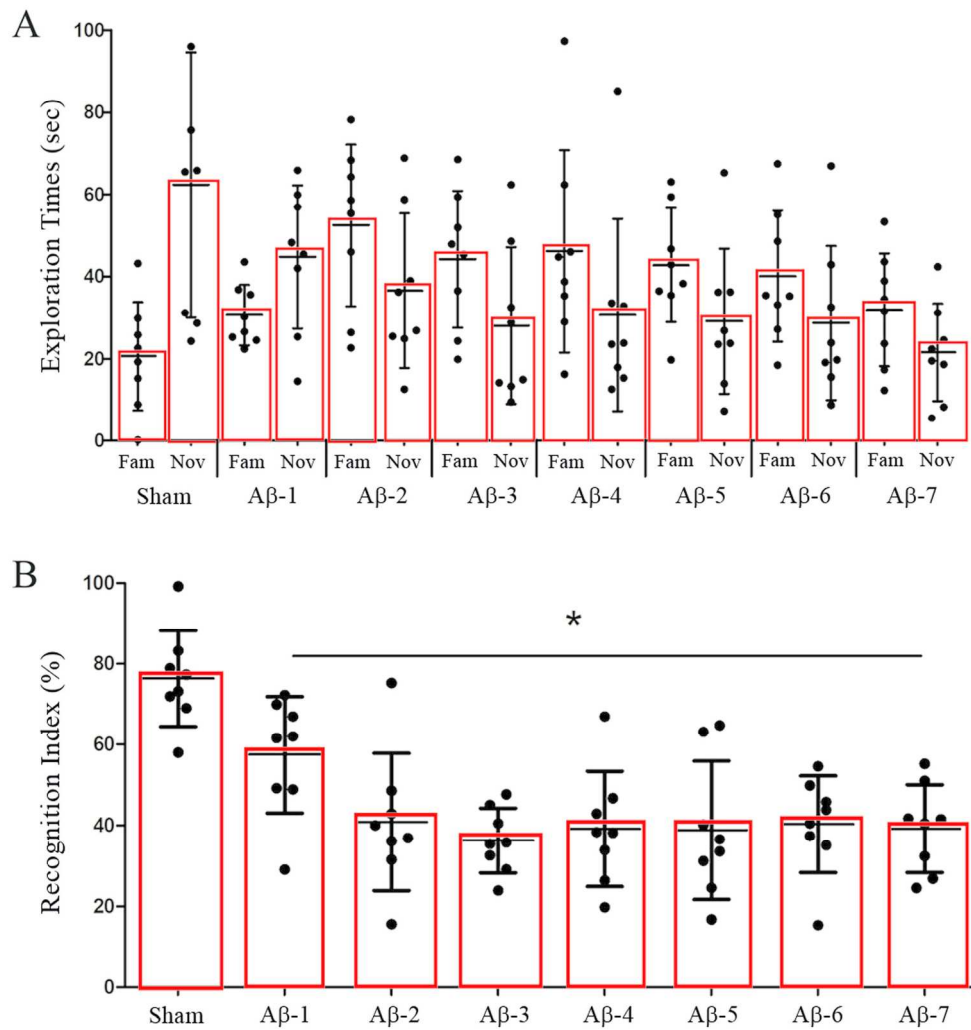 A
Exploration Times (sec)
100
80
60
40
20
0
Fam Nov Fam Nov Fam Nov Fam Nov Fam Nov Fam Nov Fam Nov Fam Nov
Sham Aβ-1 Aβ-2 Aβ-3 Aβ-4 Aβ-5 Aβ-6 Aβ-7
B
Recognition Index (%)
100
80
60
40
20
0
*
Sham Aβ-1 Aβ-2 Aβ-3 Aβ-4 Aβ-5 Aβ-6 Aβ-7